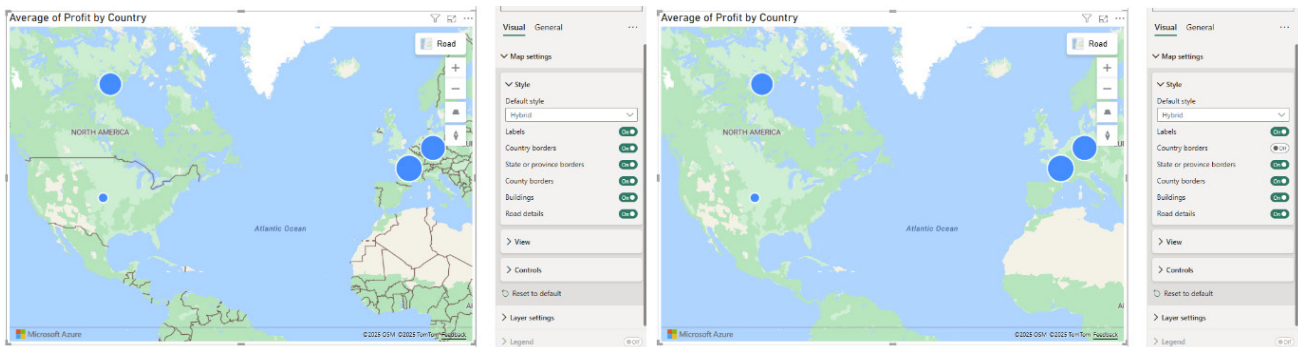 Average of Profit by Country
Road
NORTH AMERICA
Atlantic Ocean
Microsoft Azure
©2025 OSM ©2025 TomTom Feedback
Visual General
Map settings
Style
Default style
Hybrid
Labels On
Country borders On
State or province borders On
County borders On
Buildings On
Road details On
View
Controls
Reset to default
Layer settings
Legend Off
Average of Profit by Country
Road
NORTH AMERICA
Atlantic Ocean
Microsoft Azure
©2025 OSM ©2025 TomTom Feedback
Visual General
Map settings
Style
Default style
Hybrid
Labels On
Country borders Off
State or province borders On
County borders On
Buildings On
Road details On
View
Controls
Reset to default
Layer settings
Legend Off